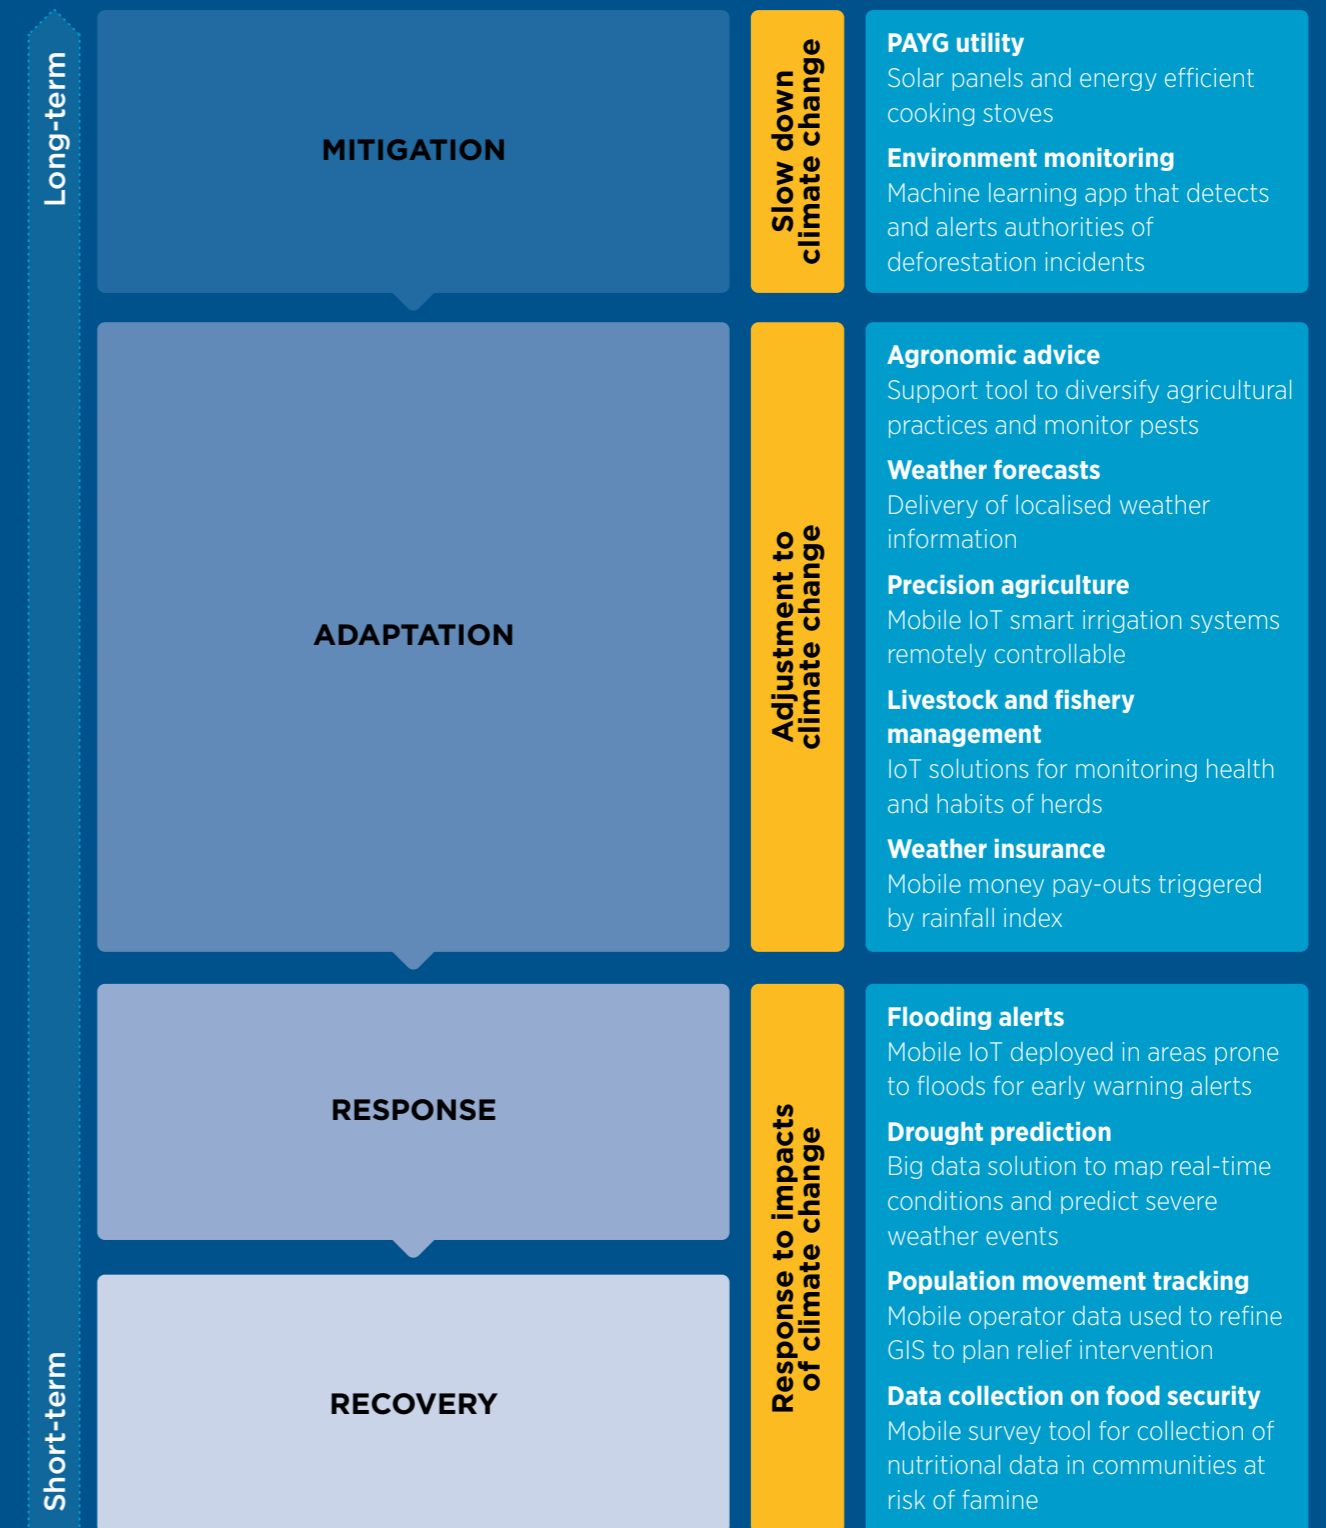 Long-term
MITIGATION
Slow down
climate change
PAYG utility
Solar panels and energy efficient
cooking stoves
Environment monitoring
Machine learning app that detects
and alerts authorities of
deforestation incidents
ADAPTATION
Adjustment to
climate change
Agronomic advice
Support tool to diversify agricultural
practices and monitor pests
Weather forecasts
Delivery of localised weather
information
Precision agriculture
Mobile IoT smart irrigation systems
remotely controllable
Livestock and fishery
management
IoT solutions for monitoring health
and habits of herds
Weather insurance
Mobile money pay-outs triggered
by rainfall index
RESPONSE
RECOVERY
Response to impacts
of climate change
Flooding alerts
Mobile IoT deployed in areas prone
to floods for early warning alerts
Drought prediction
Big data solution to map real-time
conditions and predict severe
weather events
Population movement tracking
Mobile operator data used to refine
GIS to plan relief intervention
Data collection on food security
Mobile survey tool for collection of
nutritional data in communities at
risk of famine
Short-term